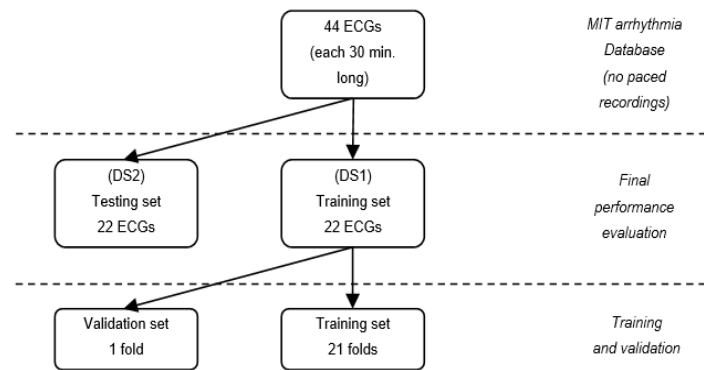 44 ECGs
(each 30 min.
long)
MIT arrhythmia
Database
(no paced
recordings)
(DS2)
Testing set
22 ECGs
(DS1)
Training set
22 ECGs
Final
performance
evaluation
Validation set
1 fold
Training set
21 folds
Training
and validation